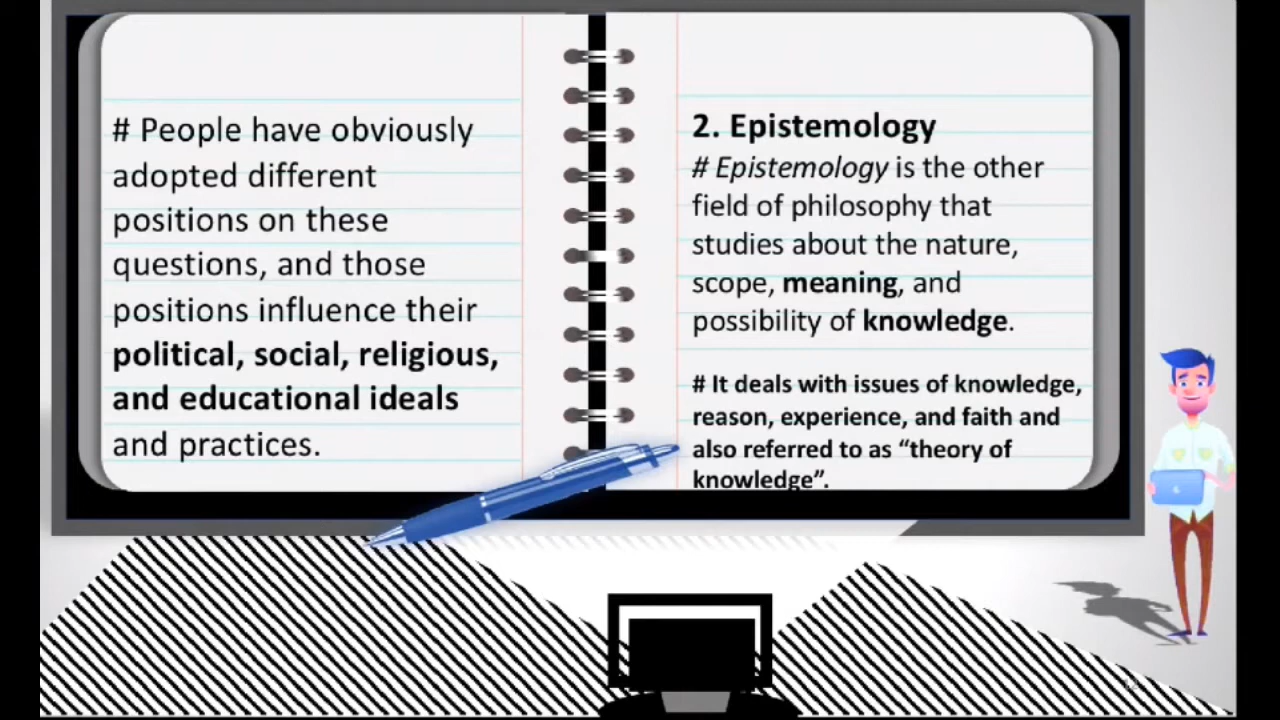 # People have obviously
adopted different
positions on these
questions, and those
positions influence their
political, social, religious,
and educational ideals
and practices.
2. Epistemology
# Epistemology is the other
field of philosophy that
studies about the nature,
scope, meaning, and
possibility of knowledge.
# It deals with issues of knowledge,
reason, experience, and faith and
also referred to as “theory of
knowledge”.